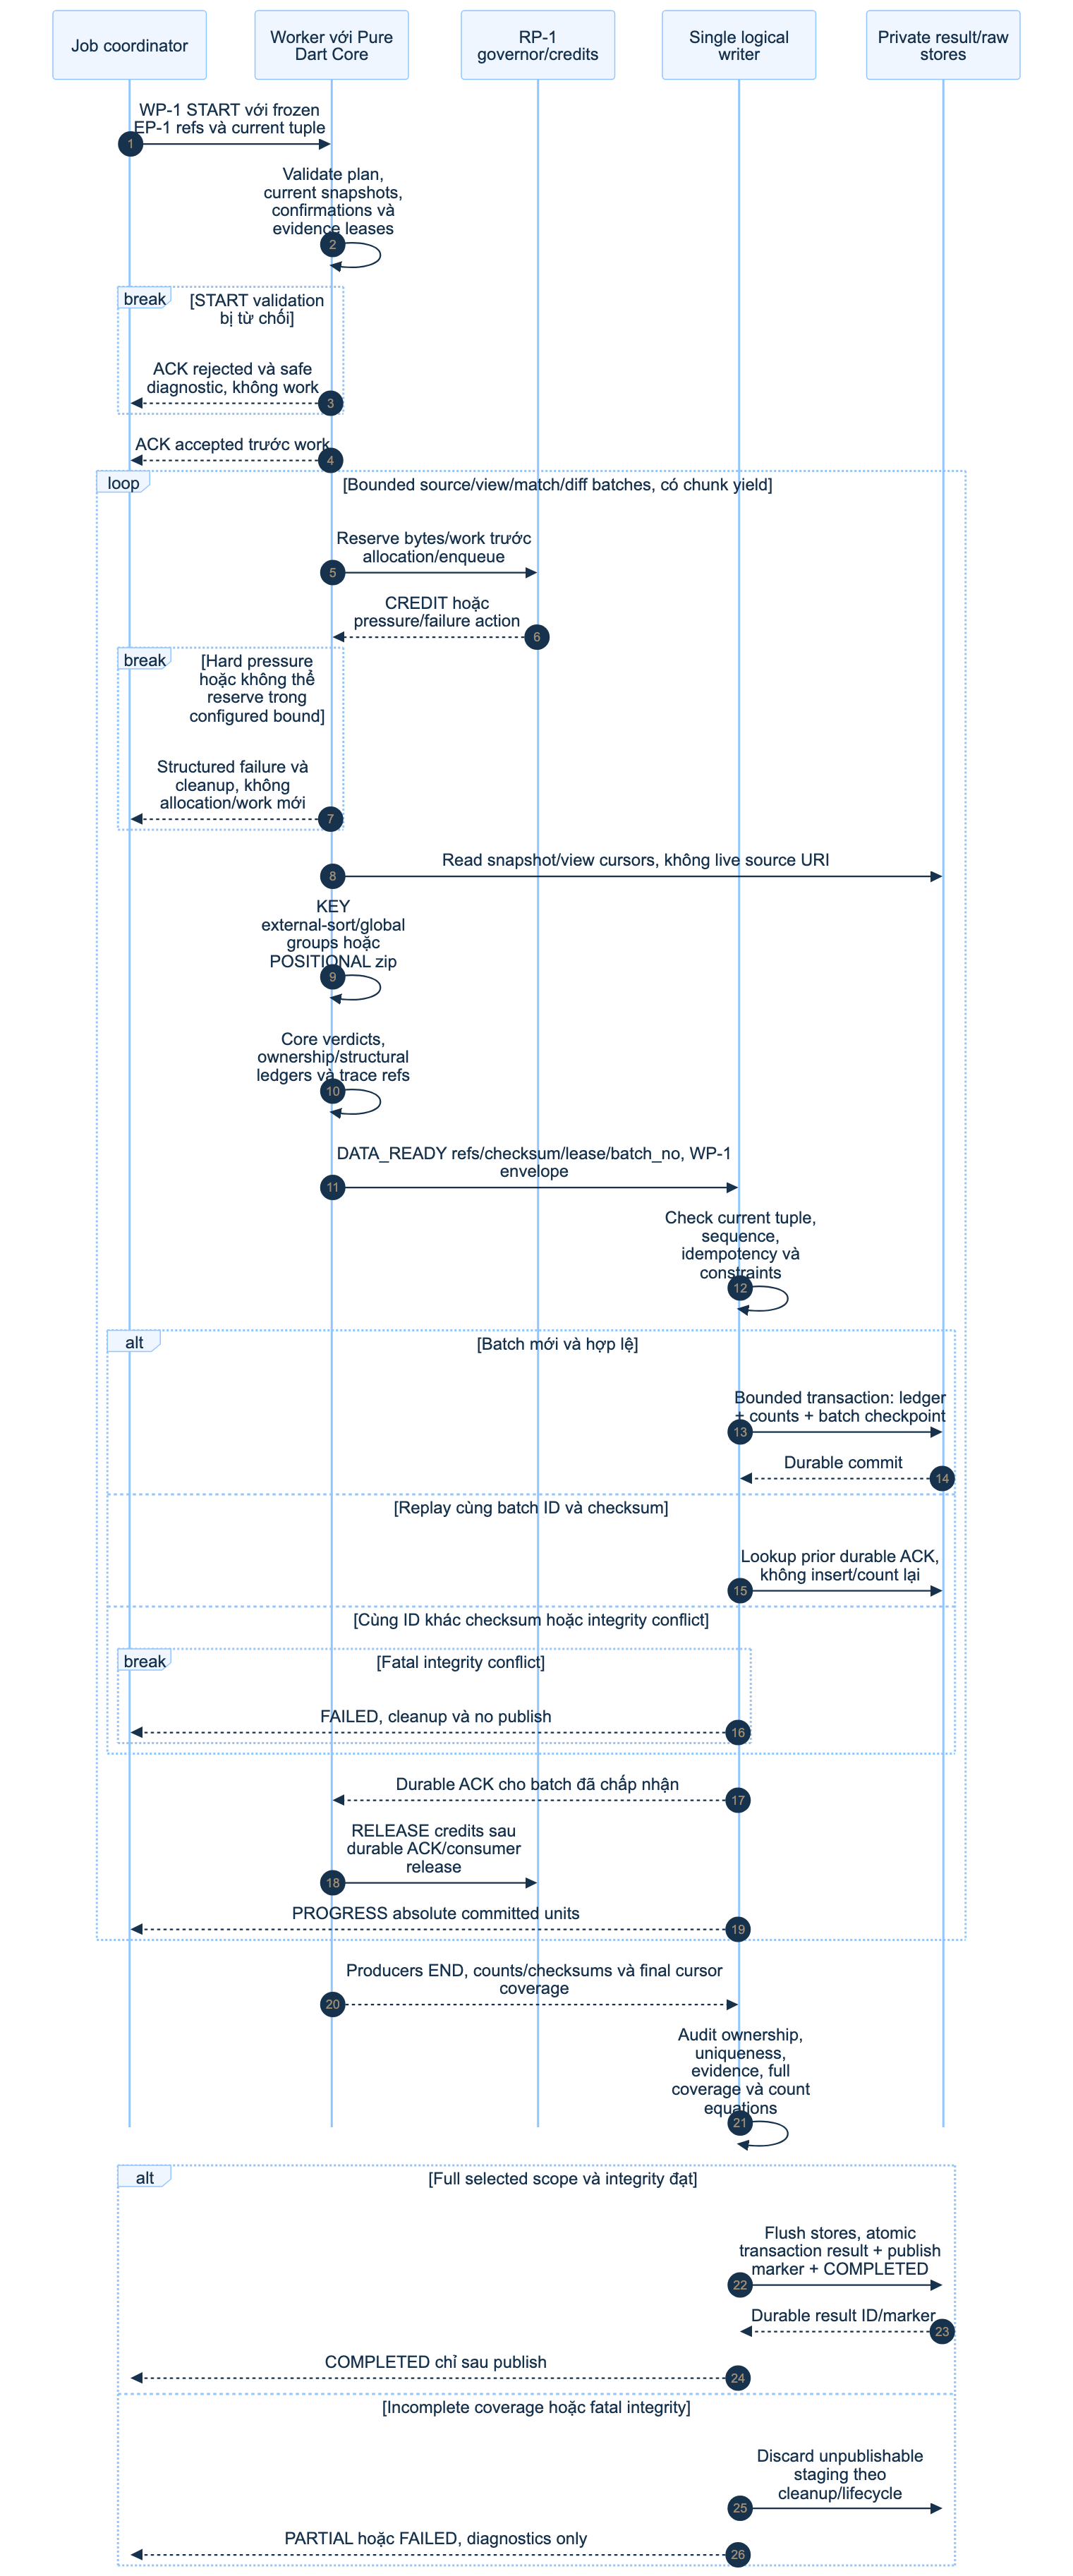 Job coordinator
Worker với Pure
Dart Core
RP-1
governor/credits
Single logical
writer
Private result/raw
stores
WP-1 START với frozen
EP-1 refs và current tuple
1
Validate plan,
current snapshots,
confirmations và
evidence leases
2
break
[START validation
bị từ chối]
ACK rejected và safe
diagnostic, không work
3
ACK accepted trước work
4
loop
[Bounded source/view/match/diff batches, có chunk yield]
Reserve bytes/work trước
allocation/enqueue
5
CREDIT hoặc
pressure/failure action
6
break
[Hard pressure
hoặc không thể
reserve trong
configured bound]
Structured failure và
cleanup, không
allocation/work mới
7
Read snapshot/view cursors, không live source URI
8
KEY
external-sort/global
groups hoặc
POSITIONAL zip
9
Core verdicts,
ownership/structural
ledgers và trace refs
10
DATA_READY refs/checksum/lease/batch_no, WP-1
envelope
11
Check current tuple,
sequence,
idempotency và
constraints
12
alt
[Batch mới và hợp lệ]
Bounded transaction: ledger
+ counts + batch checkpoint
13
Durable commit
14
[Replay cùng batch ID và checksum]
Lookup prior durable ACK,
không insert/count lại
15
[Cùng ID khác checksum hoặc integrity conflict]
break
[Fatal integrity conflict]
FAILED, cleanup và no publish
16
Durable ACK cho batch đã chấp nhận
17
RELEASE credits sau
durable ACK/consumer
release
18
PROGRESS absolute committed units
19
Producers END, counts/checksums và final cursor
coverage
20
Audit ownership,
uniqueness,
evidence, full
coverage và count
equations
21
alt
[Full selected scope và integrity đạt]
Flush stores, atomic
transaction result + publish
marker + COMPLETED
22
Durable result ID/marker
23
COMPLETED chỉ sau publish
24
[Incomplete coverage hoặc fatal integrity]
Discard unpublishable
staging theo
cleanup/lifecycle
25
PARTIAL hoặc FAILED, diagnostics only
26